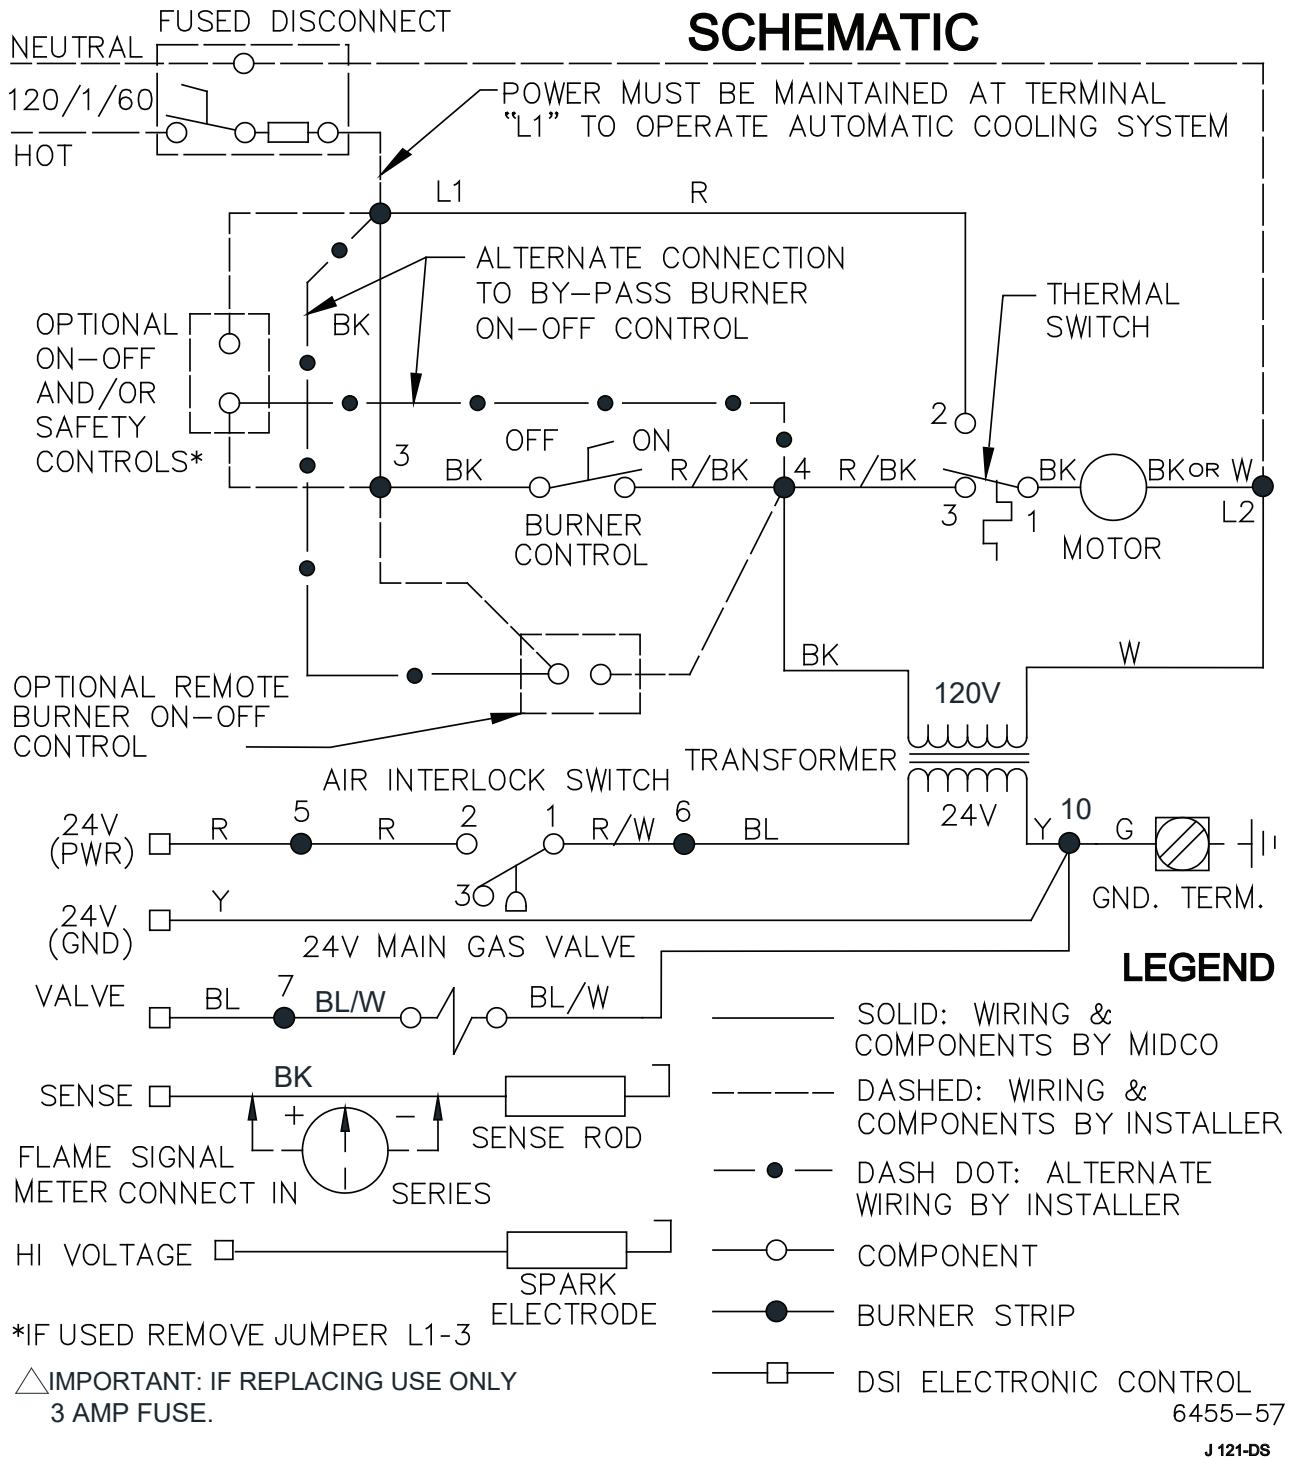 FUSED DISCONNECT
SCHEMATIC
NEUTRAL
120/1/60
HOT
POWER MUST BE MAINTAINED AT TERMINAL
"L1" TO OPERATE AUTOMATIC COOLING SYSTEM
L1
R
ALTERNATE CONNECTION
TO BY-PASS BURNER
ON-OFF CONTROL
THERMAL
SWITCH
BK
OPTIONAL
ON-OFF
AND/OR
SAFETY
CONTROLS*
2
OFF
ON
3
BK
R/BK
4
R/BK
BK
BK OR W
3
1
L2
BURNER
CONTROL
MOTOR
BK
W
OPTIONAL REMOTE
BURNER ON-OFF
CONTROL
120V
TRANSFORMER
AIR INTERLOCK SWITCH
24V
24V
(PWR)
R
5
R
2
1
R/W
6
BL
Y
10
G
3
GND. TERM.
24V
(GND)
Y
24V MAIN GAS VALVE
LEGEND
VALVE
BL
7
BL/W
BL/W
SOLID: WIRING &
COMPONENTS BY MIDCO
SENSE
BK
+
−
SENSE ROD
DASHED: WIRING &
COMPONENTS BY INSTALLER
FLAME SIGNAL
METER CONNECT IN SERIES
DASH DOT: ALTERNATE
WIRING BY INSTALLER
HI VOLTAGE
SPARK
ELECTRODE
COMPONENT
BURNER STRIP
*IF USED REMOVE JUMPER L1-3
IMPORTANT: IF REPLACING USE ONLY
3 AMP FUSE.
DSI ELECTRONIC CONTROL
6455-57
J 121-DS